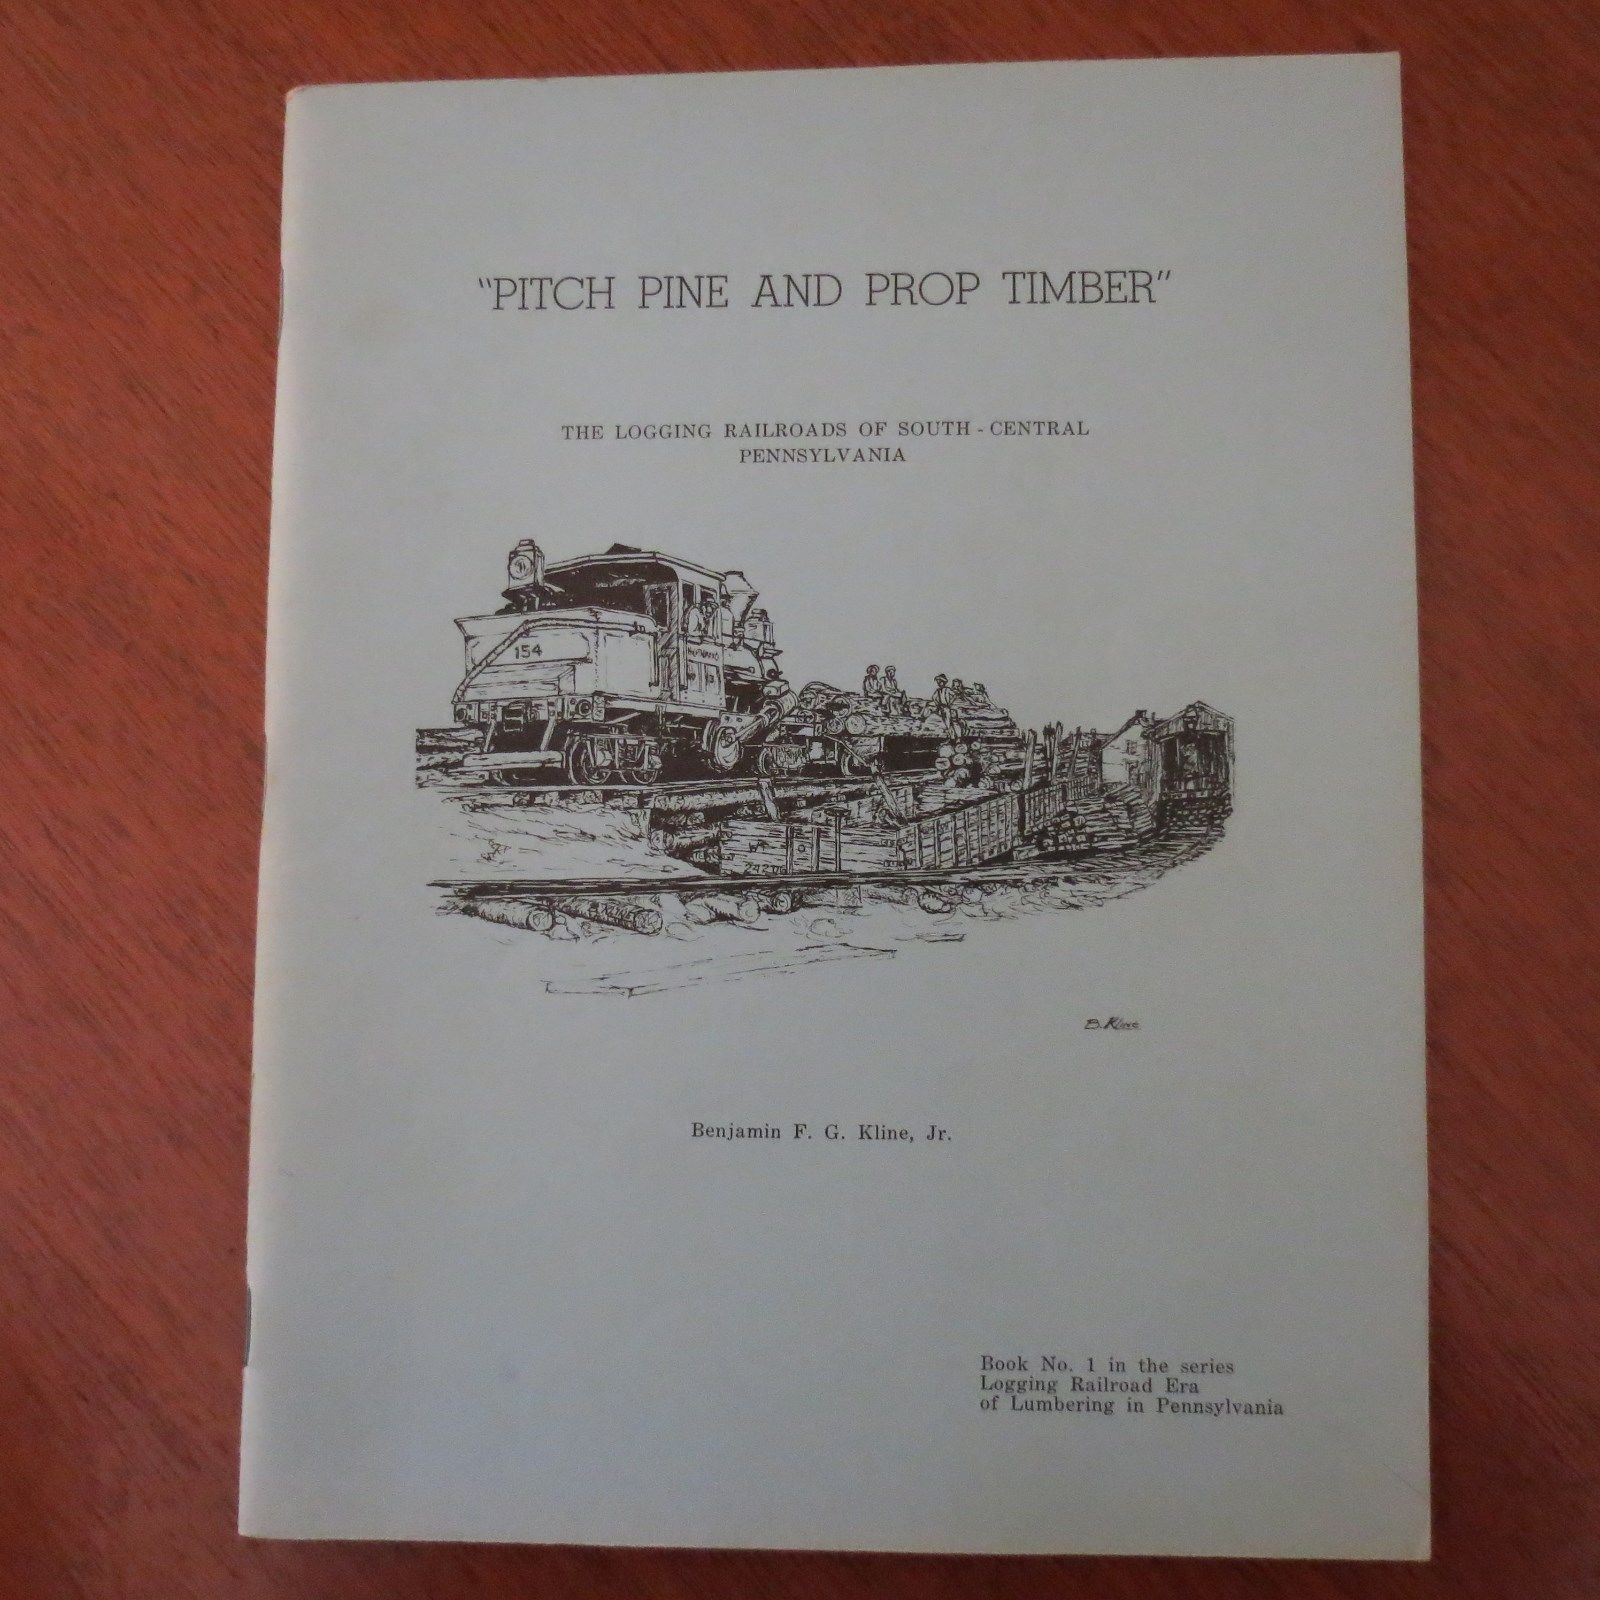 "PITCH PINE AND PROP TIMBER"
THE LOGGING RAILROADS OF SOUTH - CENTRAL
PENNSYLVANIA
154
B. Kline
Benjamin F. G. Kline, Jr.
Book No. 1 in the series
Logging Railroad Era
of Lumbering in Pennsylvania